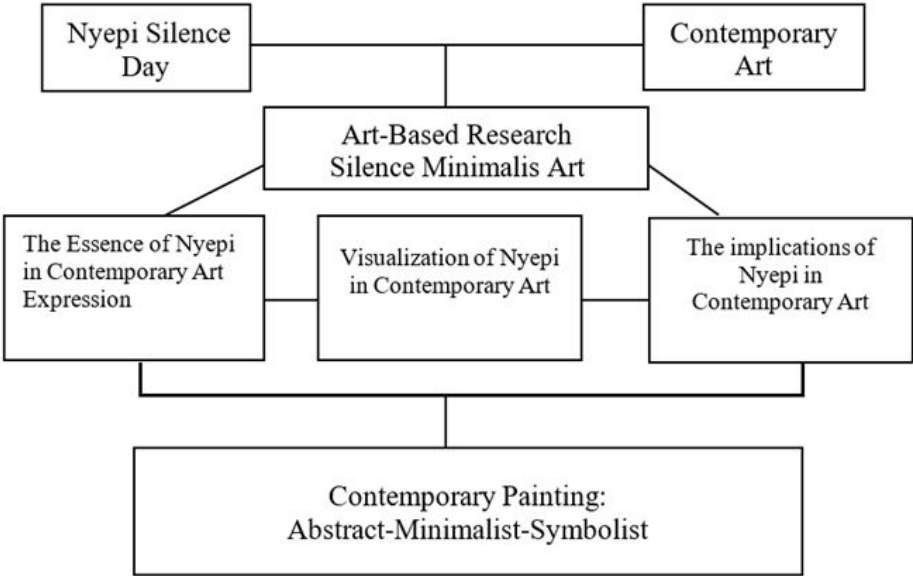 Nyepi Silence
Day
Contemporary
Art
Art-Based Research
Silence Minimalis Art
The Essence of Nyepi
in Contemporary Art
Expression
Visualization of Nyepi
in Contemporary Art
The implications of
Nyepi in
Contemporary Art
Contemporary Painting:
Abstract-Minimalist-Symbolist